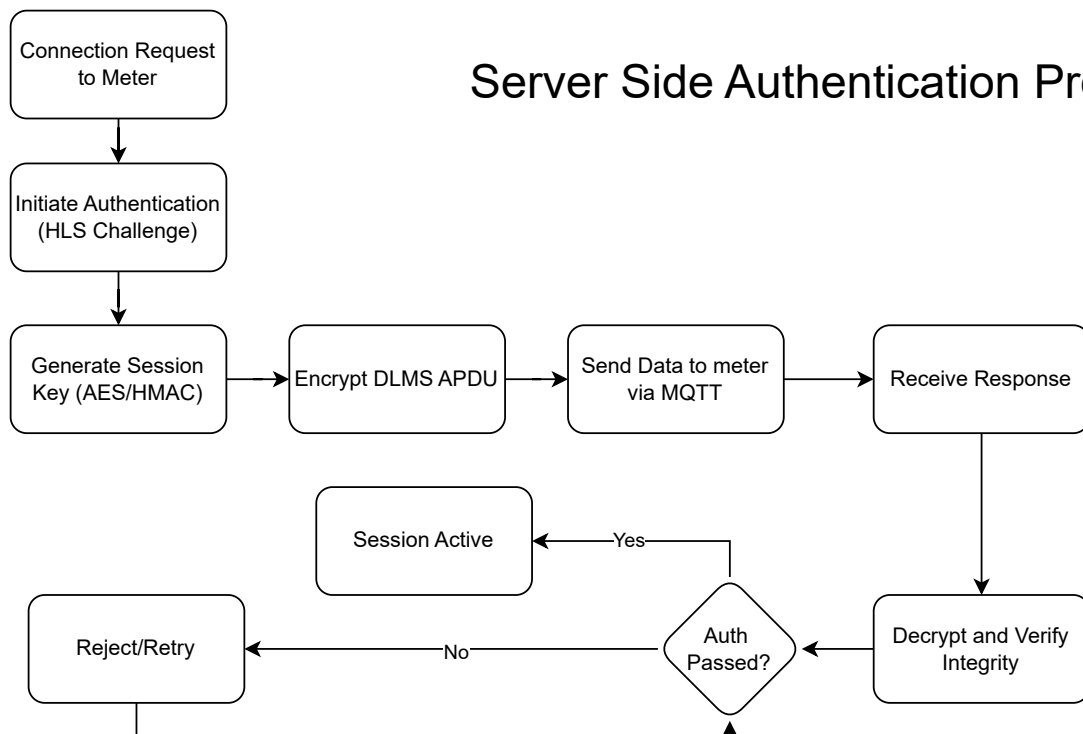 Connection Request
to Meter
Server Side Authentication
Initiate Authentication
(HLS Challenge)
Generate Session
Key (AES/HMAC)
Encrypt DLMS APDU
Send Data to meter
via MQTT
Receive Response
Session Active
Yes
Reject/Retry
No
Auth
Passed?
Decrypt and Verify
Integrity